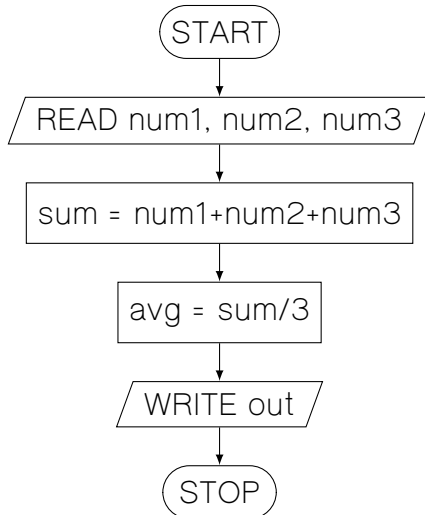 START
READ num1, num2, num3
sum = num1+num2+num3
avg = sum/3
WRITE out
STOP